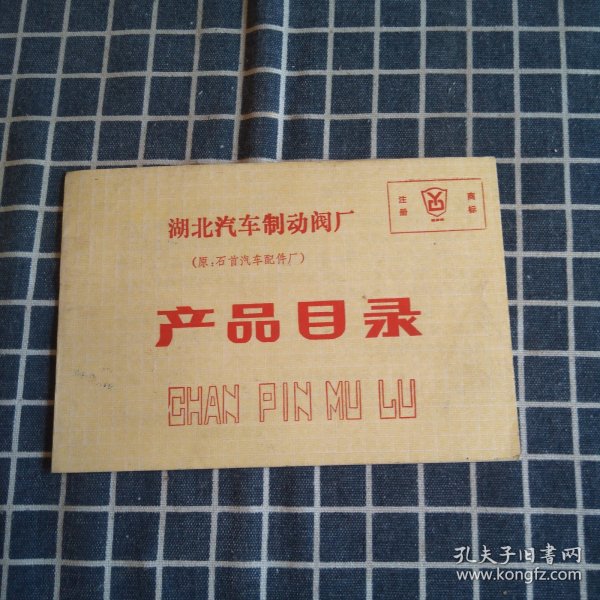 湖北汽车制动阀厂
注册 商标
(原:石首汽车配件厂)
产品目录
CHAN PIN MU LU
孔夫子旧书网
www.kongfz.com